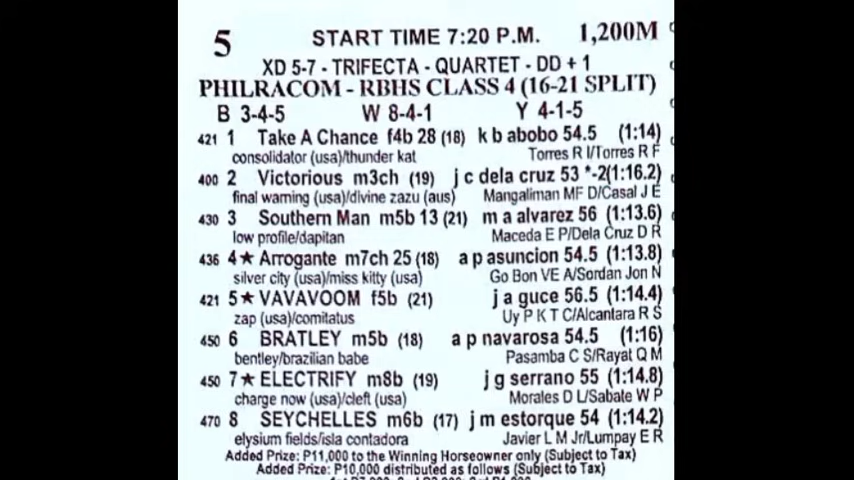 5 START TIME 7:20 P.M. 1,200M
XD 5-7 - TRIFECTA - QUARTET - DD + 1
PHILRACOM - RBHS CLASS 4 (16-21 SPLIT)
B 3-4-5 W 8-4-1 Y 4-1-5
421 1 Take A Chance f4b 28 (18) k b abobo 54.5 (1:14)
consolidator (usa)/thunder kat Torres R I/Torres R F
400 2 Victorious m3ch (19) j c dela cruz 53 *-2(1:16.2)
final warning (usa)/divine zazu (aus) Mangaliman MF D/Casal J E
430 3 Southern Man m5b 13 (21) m a alvarez 56 (1:13.6)
low profile/dapitan Maceda E P/Dela Cruz D R
436 4★ Arrogante m7ch 25 (18) a p asuncion 54.5 (1:13.8)
silver city (usa)/miss kitty (usa) Go Bon VE A/Sordan Jon N
421 5★ VAVAVOOM f5b (21) j a guce 56.5 (1:14.4)
zap (usa)/comitatus Uy P K T C/Alcantara R S
450 6 BRATLEY m5b (18) a p navarosa 54.5 (1:16)
bentley/brazilian babe Pasamba C S/Rayat Q M
450 7★ ELECTRIFY m8b (19) j g serrano 55 (1:14.8)
charge now (usa)/cleft (usa) Morales D L/Sabate W P
470 8 SEYCHELLES m6b (17) j m estorque 54 (1:14.2)
elysium fields/isla contadora Javier L M Jr/Lumpay E R
Added Prize: P11,000 to the Winning Horseowner only (Subject to Tax)
Added Prize: P10,000 distributed as follows (Subject to Tax)